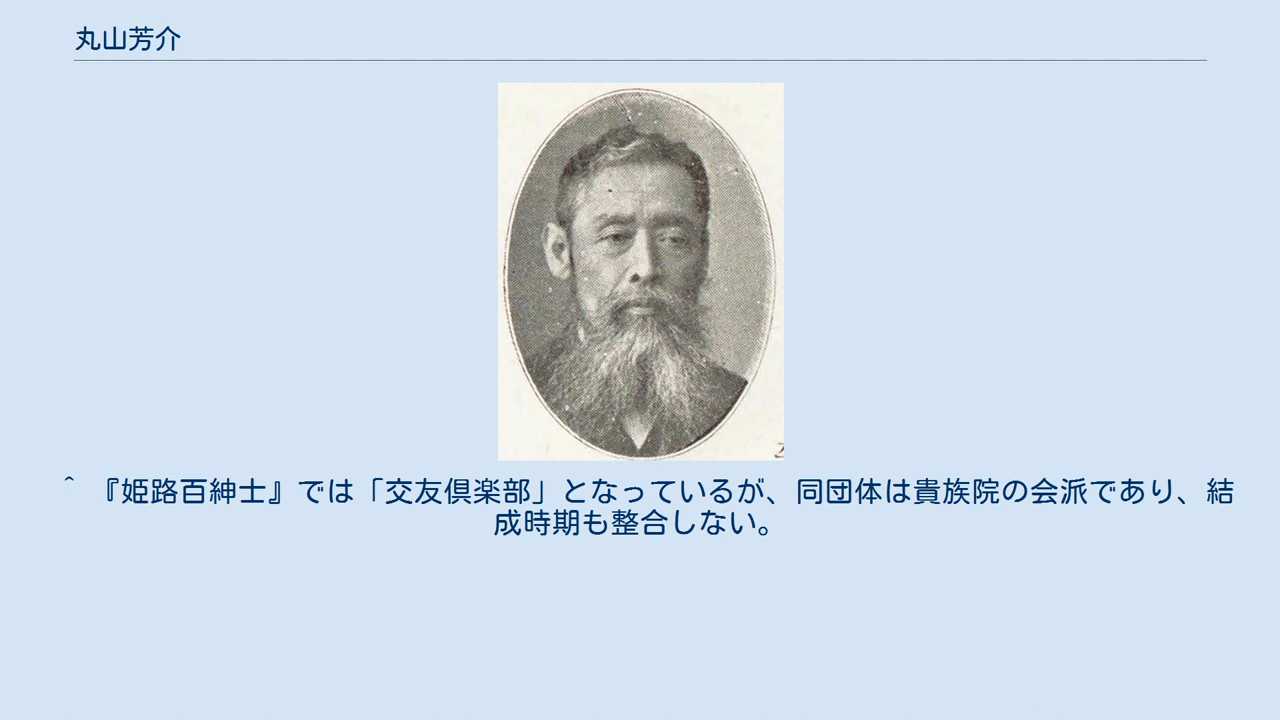 丸山芳介
^ 『姫路百紳士』では「交友倶楽部」となっているが、同団体は貴族院の会派であり、結
成時期も整合しない。